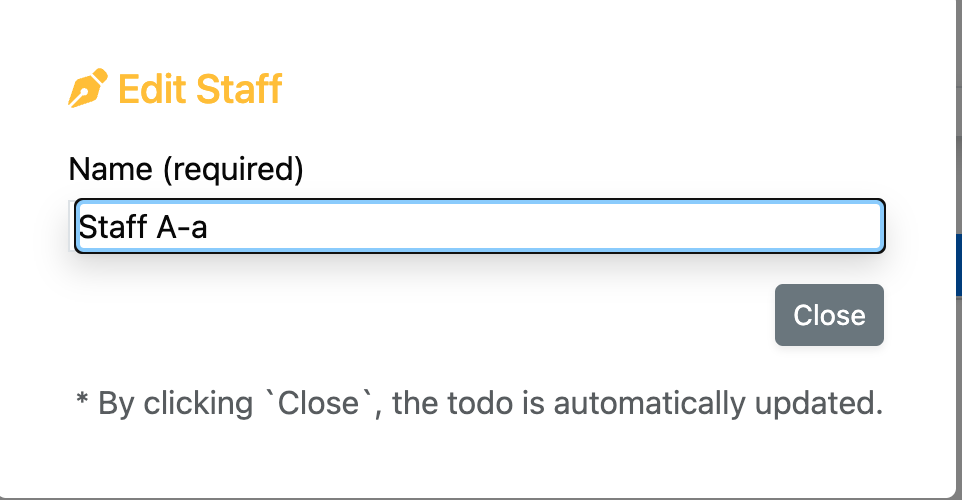 Edit Staff
Name (required)
Staff A-a
Close
* By clicking `Close`, the todo is automatically updated.